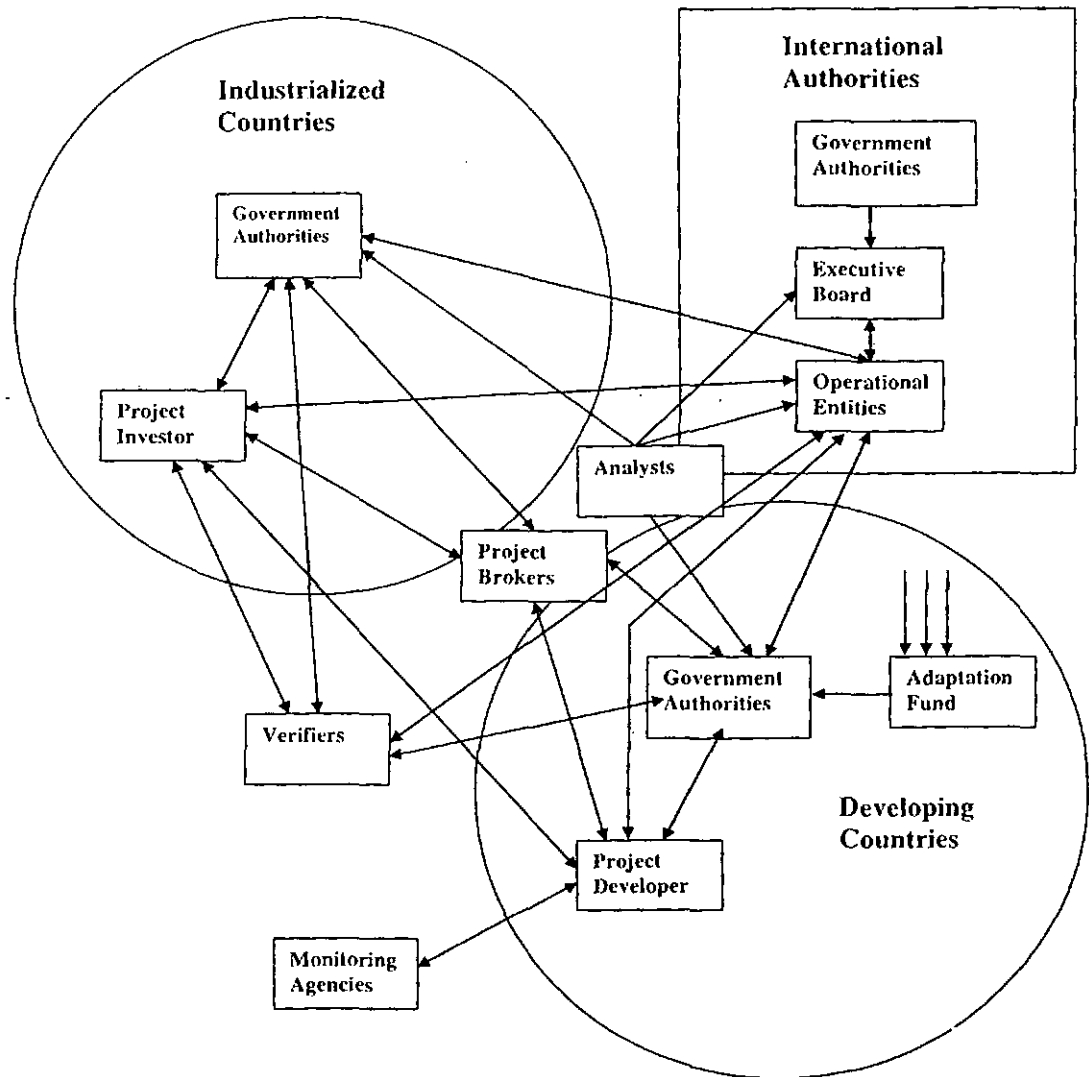 International
Authorities
Industrialized
Countries
Government
Authorities
Government
Authorities
Executive
Board
Project
Investor
Operational
Entities
Analysts
Project
Brokers
Government
Authorities
Adaptation
Fund
Verifiers
Developing
Countries
Project
Developer
Monitoring
Agencies